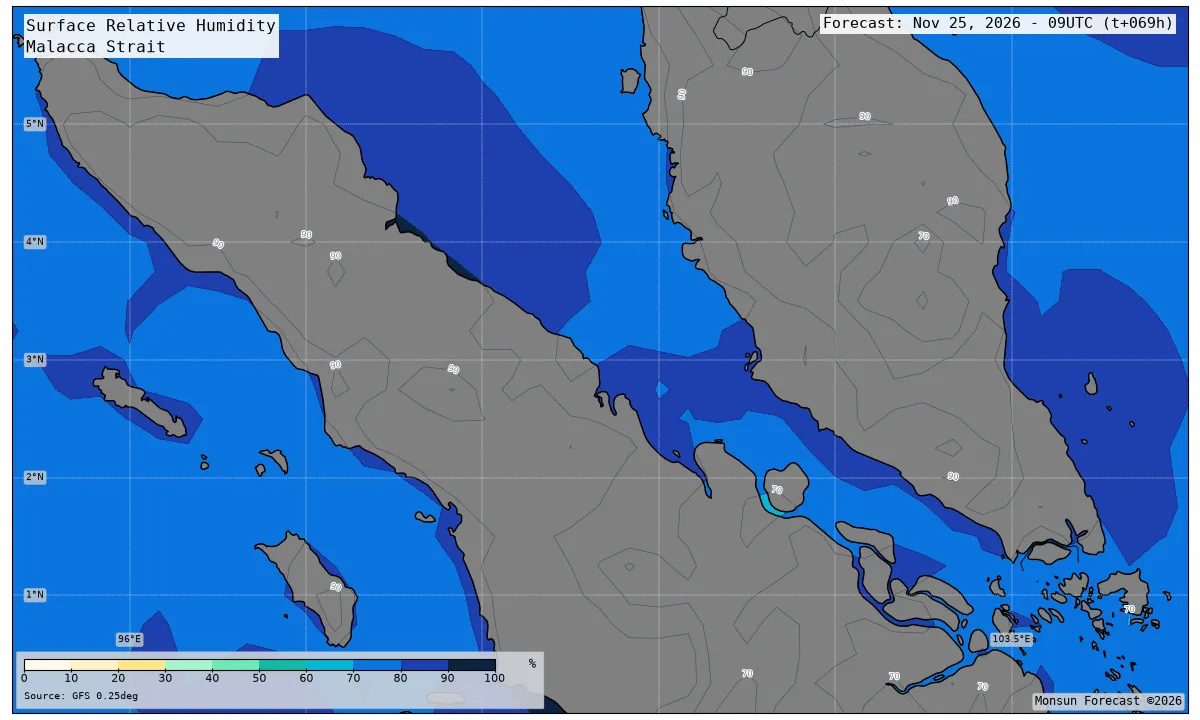 Surface Relative Humidity
Malacca Strait
Forecast: Nov 25, 2026 - 09UTC (t+069h)
90
90
90
5°N
90
90
90
70
4°N
90
90
90
3°N
90
70
90
2°N
90
1°N
70
96°E
103.5°E
70
70
70
%
0 10 20 30 40 50 60 70 80 90 100
Source: GFS 0.25deg
Monsun Forecast ©2026